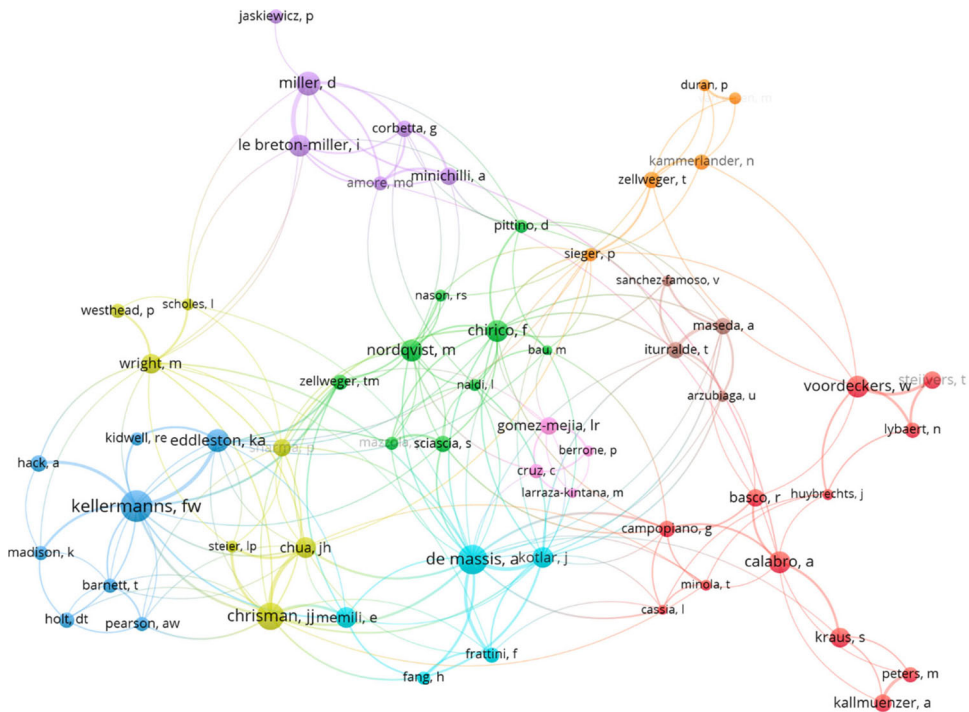 jaskiewicz, p
miller, d
duran, p
corbetta, g
le breton-miller, i
kammerlander, n
amore, md
minichilli, a
zellweger, t
pittino, d
sieger, p
sanchez-famoso, v
nason, rs
scholes, l
westhead, p
maseda, a
chirico, f
nordqvist, m
bau, m
iturralde, t
wright, m
zellweger, tm
naldi, l
voordeckers, w
steijvers, t
arzubiaga, u
gomez-mejia, lr
lybaert, n
kidwell, re
eddleston, ka
sharma, p
sciascia, s
berrone, p
hack, a
cruz, c
larraza-kintana, m
basco, r
huybrechts, j
kellermanns, fw
campopiano, g
steier, lp
chua, jh
madison, k
de massis, a
kotlar, j
calabro, a
barnett, t
minola, t
cassia, l
holt, dt
pearson, aw
chrisman, jj
memili, e
kraus, s
frattini, f
fang, h
peters, m
kallmuenzer, a